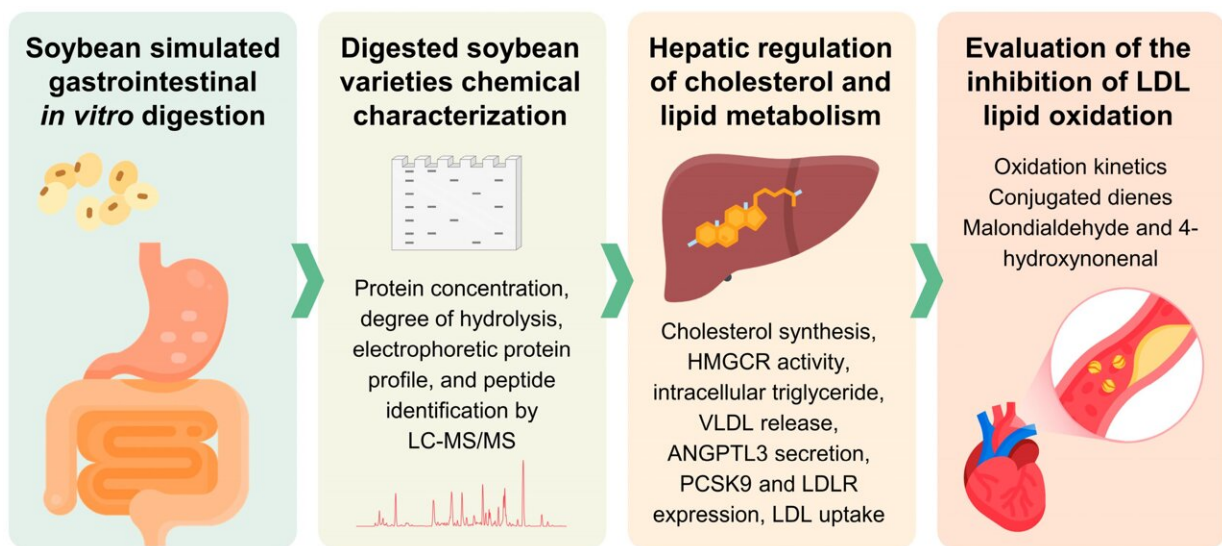 Soybean simulated
gastrointestinal
in vitro digestion
Digested soybean
varieties chemical
characterization
Protein concentration,
degree of hydrolysis,
electrophoretic protein
profile, and peptide
identification by
LC-MS/MS
Hepatic regulation
of cholesterol and
lipid metabolism
Cholesterol synthesis,
HMGCR activity,
intracellular triglyceride,
VLDL release,
ANGPTL3 secretion,
PCSK9 and LDLR
expression, LDL uptake
Evaluation of the
inhibition of LDL
lipid oxidation
Oxidation kinetics
Conjugated dienes
Malondialdehyde and 4-
hydroxynonenal